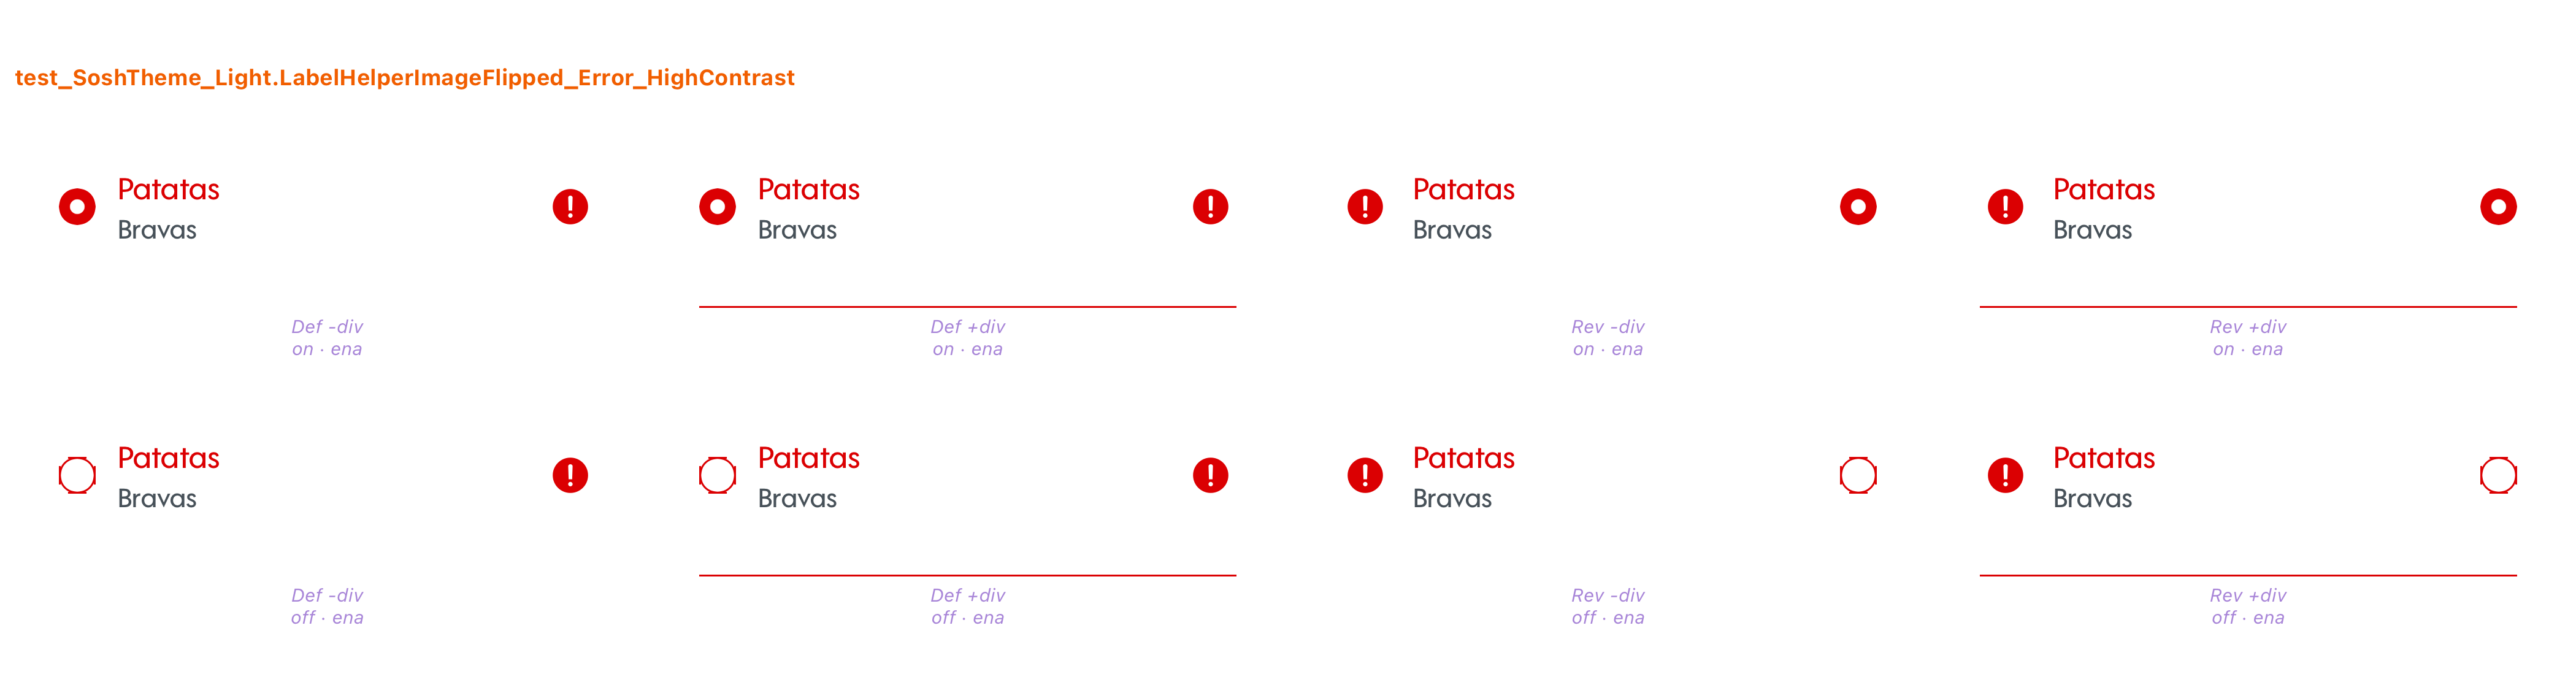 test_SoshTheme_Light.LabelHelperImageFlipped_Error_HighContrast
Patatas
Bravas
Def -div
on · ena
Patatas
Bravas
Def +div
on · ena
Patatas
Bravas
Rev -div
on · ena
Patatas
Bravas
Rev +div
on · ena
Patatas
Bravas
Def -div
off · ena
Patatas
Bravas
Def +div
off · ena
Patatas
Bravas
Rev -div
off · ena
Patatas
Bravas
Rev +div
off · ena